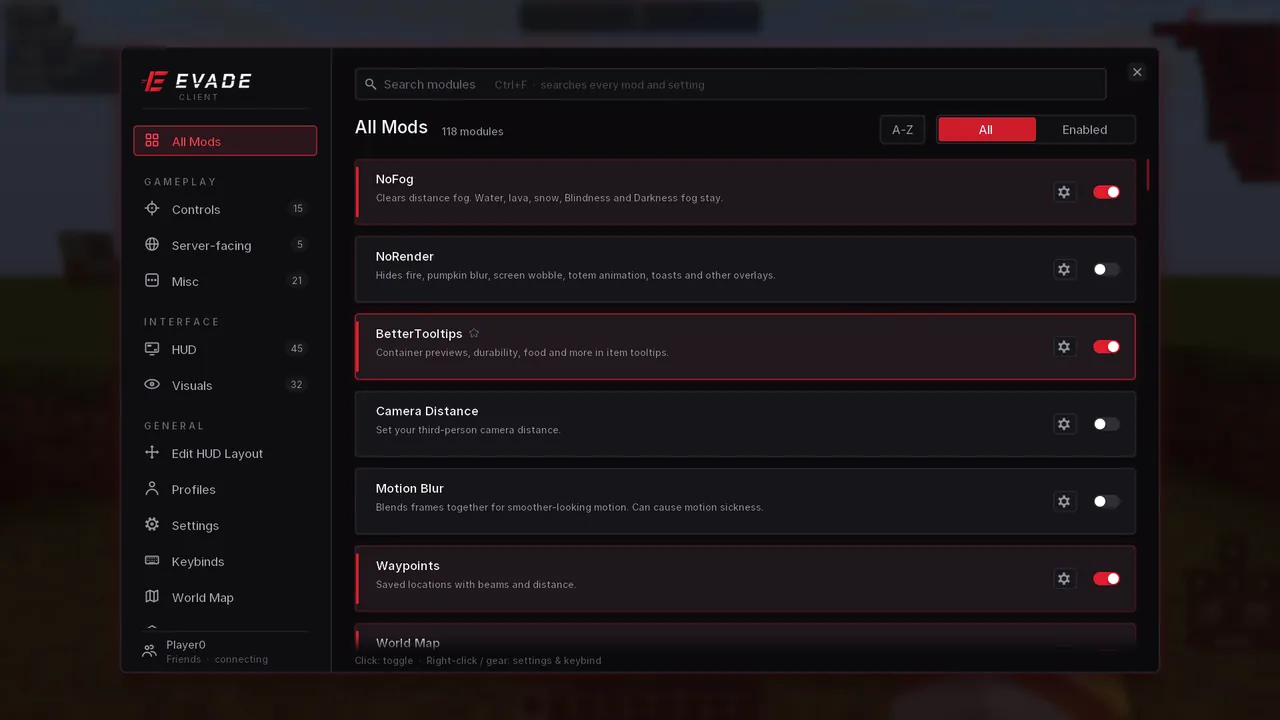 EVADE
CLIENT
All Mods
GAMEPLAY
Controls 15
Server-facing 5
Misc 21
INTERFACE
HUD 45
Visuals 32
GENERAL
Edit HUD Layout
Profiles
Settings
Keybinds
World Map
Player0
Friends · connecting
Search modules Ctrl+F · searches every mod and setting
All Mods 118 modules
A-Z All Enabled
NoFog
Clears distance fog. Water, lava, snow, Blindness and Darkness fog stay.
NoRender
Hides fire, pumpkin blur, screen wobble, totem animation, toasts and other overlays.
BetterTooltips
Container previews, durability, food and more in item tooltips.
Camera Distance
Set your third-person camera distance.
Motion Blur
Blends frames together for smoother-looking motion. Can cause motion sickness.
Waypoints
Saved locations with beams and distance.
World Map
Click: toggle · Right-click / gear: settings & keybind